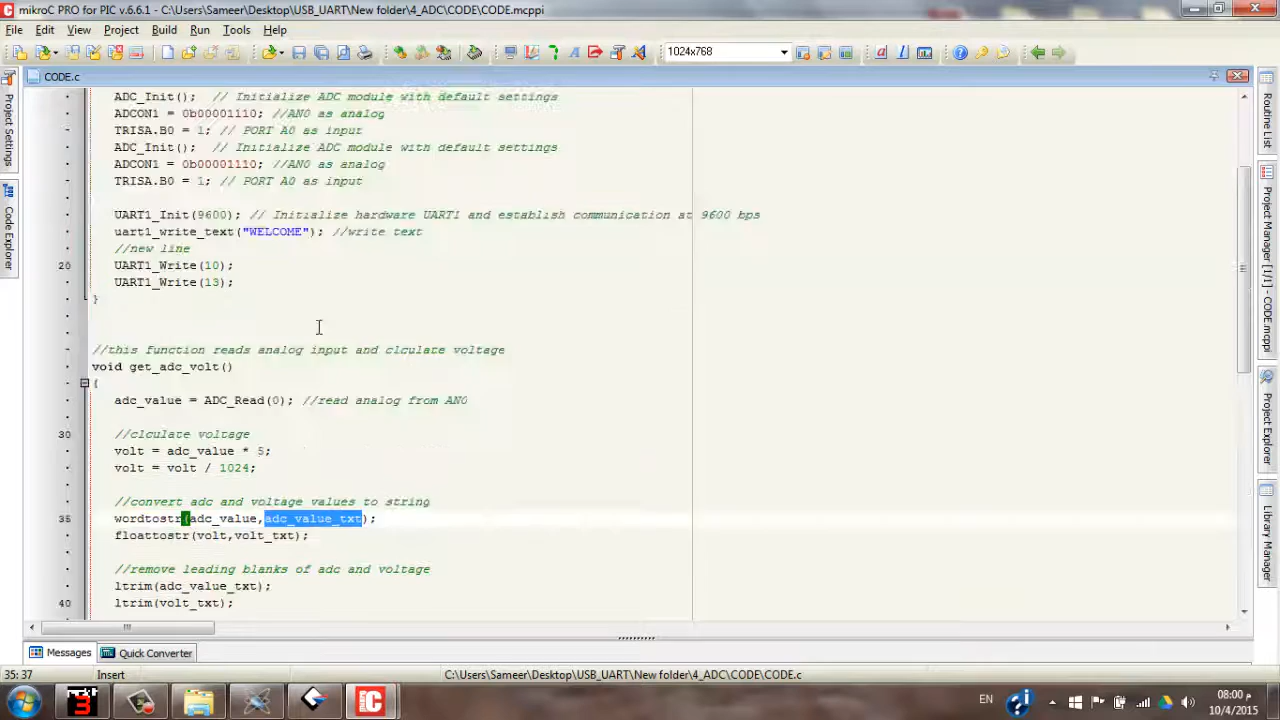 mikroC PRO for PIC v.6.6.1 - C:\Users\Sameer\Desktop\USB_UART\New folder\4_ADC\CODE\CODE.mcppi
File Edit View Project Build Run Tools Help
1024x768
CODE.c
Project Settings
Code Explorer
ADC_Init(); // Initialize ADC module with default settings
ADCON1 = 0b00001110; //AN0 as analog
TRISA.B0 = 1; // PORT A0 as input
ADC_Init(); // Initialize ADC module with default settings
ADCON1 = 0b00001110; //AN0 as analog
TRISA.B0 = 1; // PORT A0 as input
UART1_Init(9600); // Initialize hardware UART1 and establish communication at 9600 bps
uart1_write_text("WELCOME"); //write text
//new line
20 UART1_Write(10);
UART1_Write(13);
}
//this function reads analog input and clculate voltage
void get_adc_volt()
{
adc_value = ADC_Read(0); //read analog from AN0
30 //clculate voltage
volt = adc_value * 5;
volt = volt / 1024;
//convert adc and voltage values to string
35 wordtostr(adc_value,adc_value_txt);
floattostr(volt,volt_txt);
//remove leading blanks of adc and voltage
ltrim(adc_value_txt);
40 ltrim(volt_txt);
Routine List
Project Manager [1/1] - CODE.mcppi
Project Explorer
Library Manager
Messages Quick Converter
35:37 Insert C:\Users\Sameer\Desktop\USB_UART\New folder\4_ADC\CODE\CODE.c
EN
08:00 م
10/4/2015